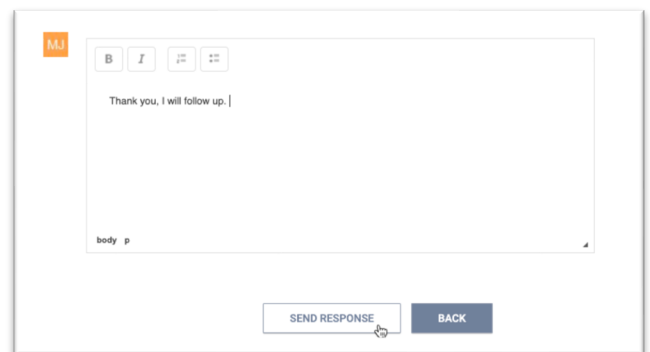 MJ
B I
Thank you, I will follow up.
body p
SEND RESPONSE BACK